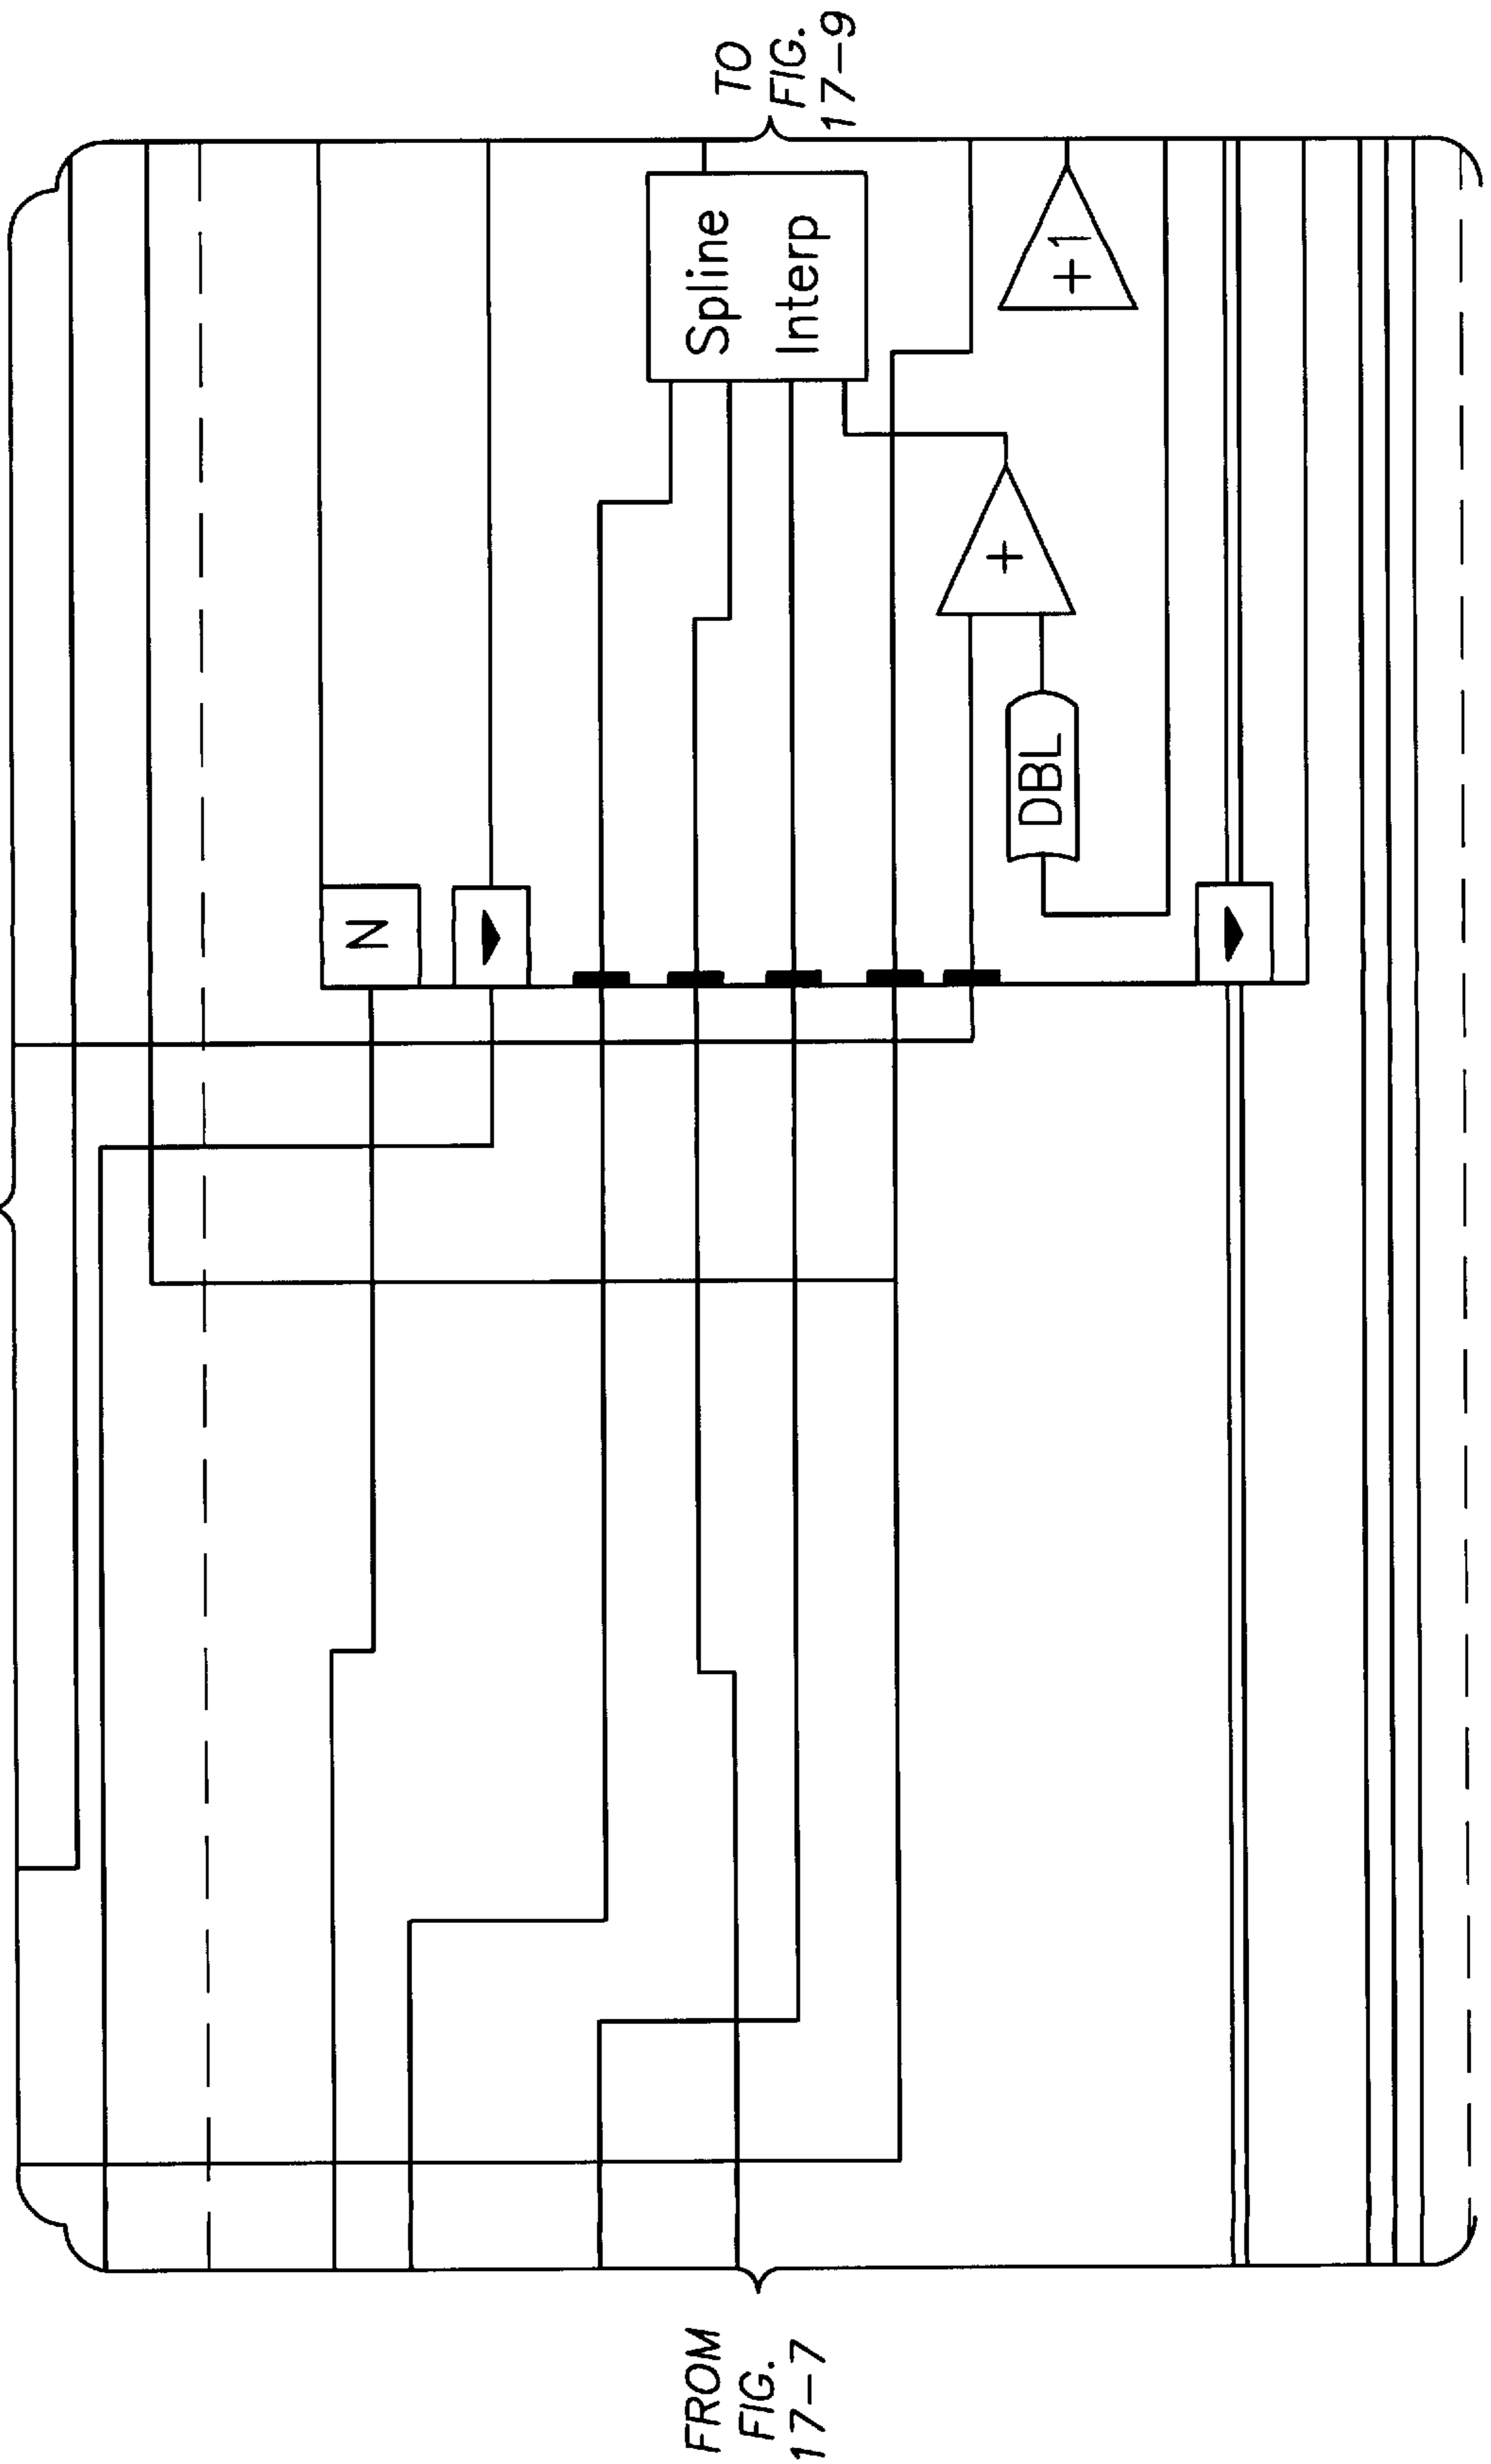 FROM
FIG.
17-7
N
DBL
+
Spline
Interp
+1
TO
FIG.
17-9